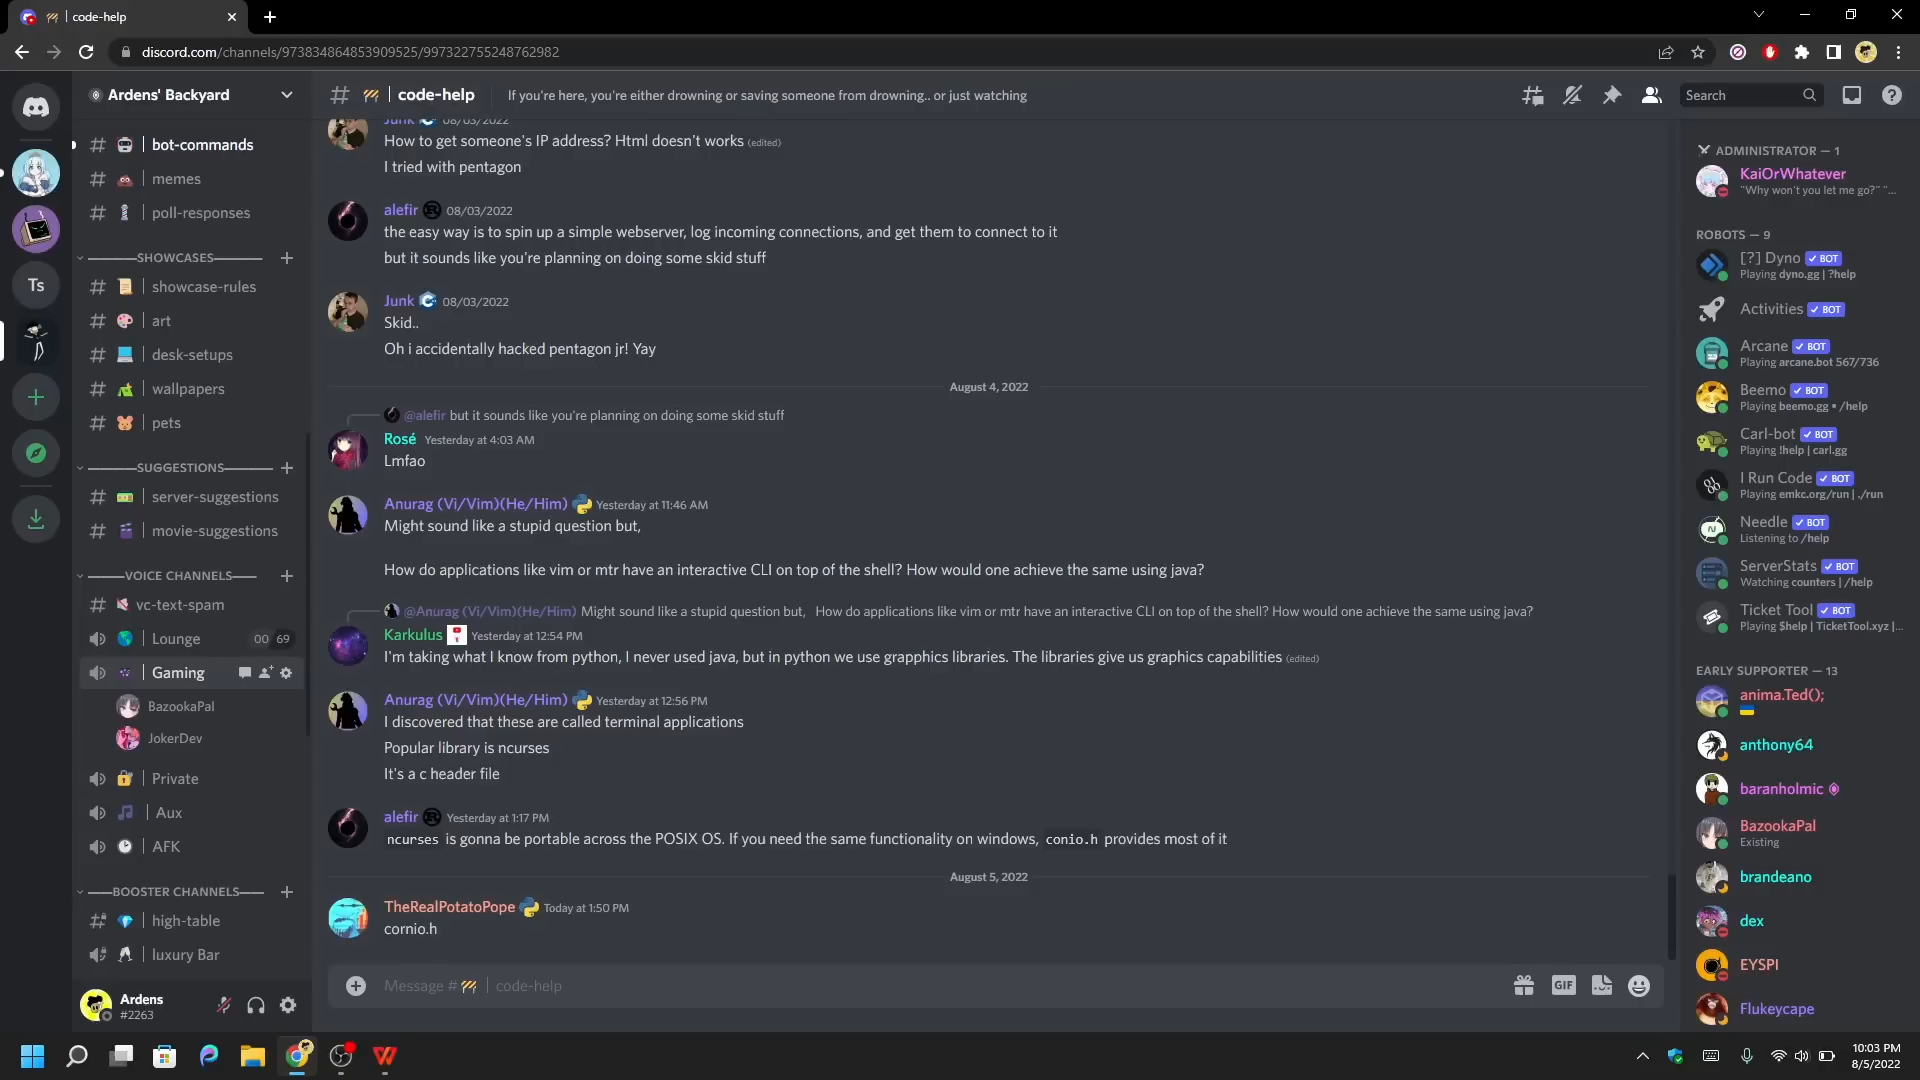 | code-help
discord.com/channels/973834864853909525/997322755248762982
Ardens' Backyard
| code-help
If you're here, you're either drowning or saving someone from drowning.. or just watching
Search
| bot-commands
| memes
| poll-responses
SHOWCASES
| showcase-rules
| art
| desk-setups
| wallpapers
| pets
SUGGESTIONS
| server-suggestions
| movie-suggestions
VOICE CHANNELS
vc-text-spam
| Lounge
00 69
| Gaming
BazookaPal
JokerDev
| Private
| Aux
| AFK
BOOSTER CHANNELS
| high-table
| luxury Bar
Ardens
#2263
Ts
Junk 08/03/2022
How to get someone's IP address? Html doesn't works (edited)
I tried with pentagon
alefir 08/03/2022
the easy way is to spin up a simple webserver, log incoming connections, and get them to connect to it
but it sounds like you're planning on doing some skid stuff
Junk 08/03/2022
Skid..
Oh i accidentally hacked pentagon jr! Yay
August 4, 2022
@alefir but it sounds like you're planning on doing some skid stuff
Rosé Yesterday at 4:03 AM
Lmfao
Anurag (Vi/Vim)(He/Him) Yesterday at 11:46 AM
Might sound like a stupid question but,
How do applications like vim or mtr have an interactive CLI on top of the shell? How would one achieve the same using java?
@Anurag (Vi/Vim)(He/Him) Might sound like a stupid question but, How do applications like vim or mtr have an interactive CLI on top of the shell? How would one achieve the same using java?
Karkulus Yesterday at 12:54 PM
I'm taking what I know from python, I never used java, but in python we use grapphics libraries. The libraries give us graphics capabilities (edited)
Anurag (Vi/Vim)(He/Him) Yesterday at 12:56 PM
I discovered that these are called terminal applications
Popular library is ncurses
It's a c header file
alefir Yesterday at 1:17 PM
ncurses is gonna be portable across the POSIX OS. If you need the same functionality on windows, conio.h provides most of it
August 5, 2022
TheRealPotatoPope Today at 1:50 PM
cornio.h
Message # | code-help
GIF
ADMINISTRATOR — 1
KaiOrWhatever
"Why won't you let me go?" "...
ROBOTS — 9
[?] Dyno ✓ BOT
Playing dyno.gg | ?help
Activities ✓ BOT
Arcane ✓ BOT
Playing arcane.bot 567/736
Beemo ✓ BOT
Playing beemo.gg • /help
Carl-bot ✓ BOT
Playing !help | carl.gg
I Run Code ✓ BOT
Playing emkc.org/run | ./run
Needle ✓ BOT
Listening to /help
ServerStats ✓ BOT
Watching counters | /help
Ticket Tool ✓ BOT
Playing $help | TicketTool.xyz |...
EARLY SUPPORTER — 13
anima.Ted();
anthony64
baranholmic
BazookaPal
Existing
brandeano
dex
EYSPI
Flukeycape
10:03 PM
8/5/2022